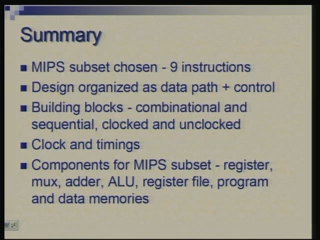 Summary
MIPS subset chosen - 9 instructions
Design organized as data path + control
Building blocks - combinational and
sequential, clocked and unclocked
Clock and timings
Components for MIPS subset - register,
mux, adder, ALU, register file, program
and data memories